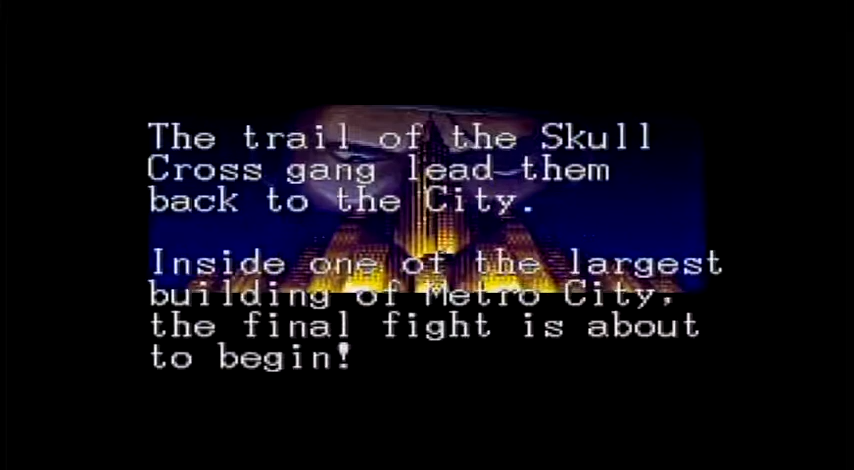 The trail of the Skull
Cross gang lead them
back to the City.
Inside one of the largest
building of Metro City,
the final fight is about
to begin!